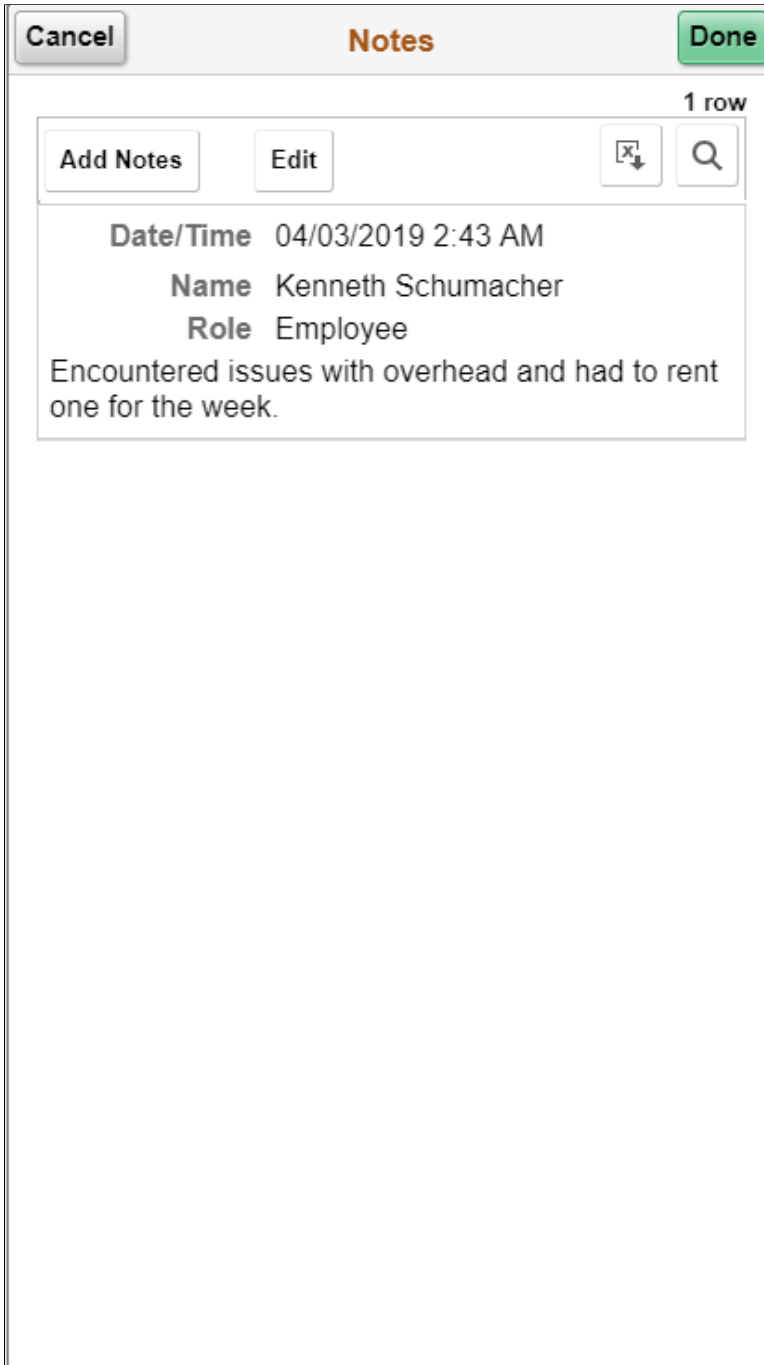 Cancel Notes Done
1 row
Add Notes Edit
Date/Time 04/03/2019 2:43 AM
Name Kenneth Schumacher
Role Employee
Encountered issues with overhead and had to rent
one for the week.